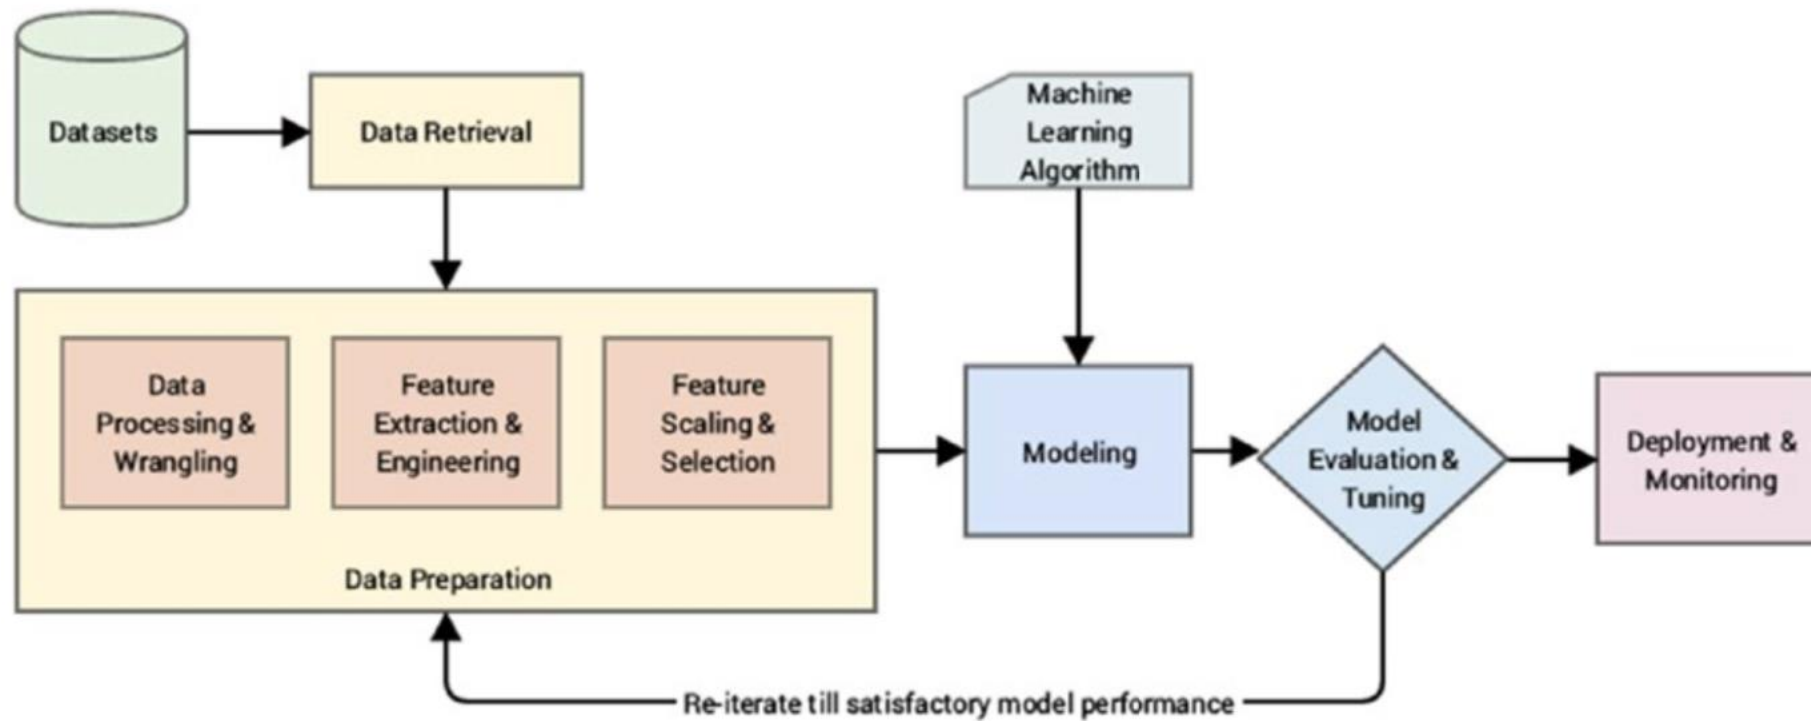 Datasets
Data Retrieval
Machine
Learning
Algorithm
Data
Processing &
Wrangling
Feature
Extraction &
Engineering
Feature
Scaling &
Selection
Data Preparation
Modeling
Model
Evaluation &
Tuning
Deployment &
Monitoring
Re-iterate till satisfactory model performance